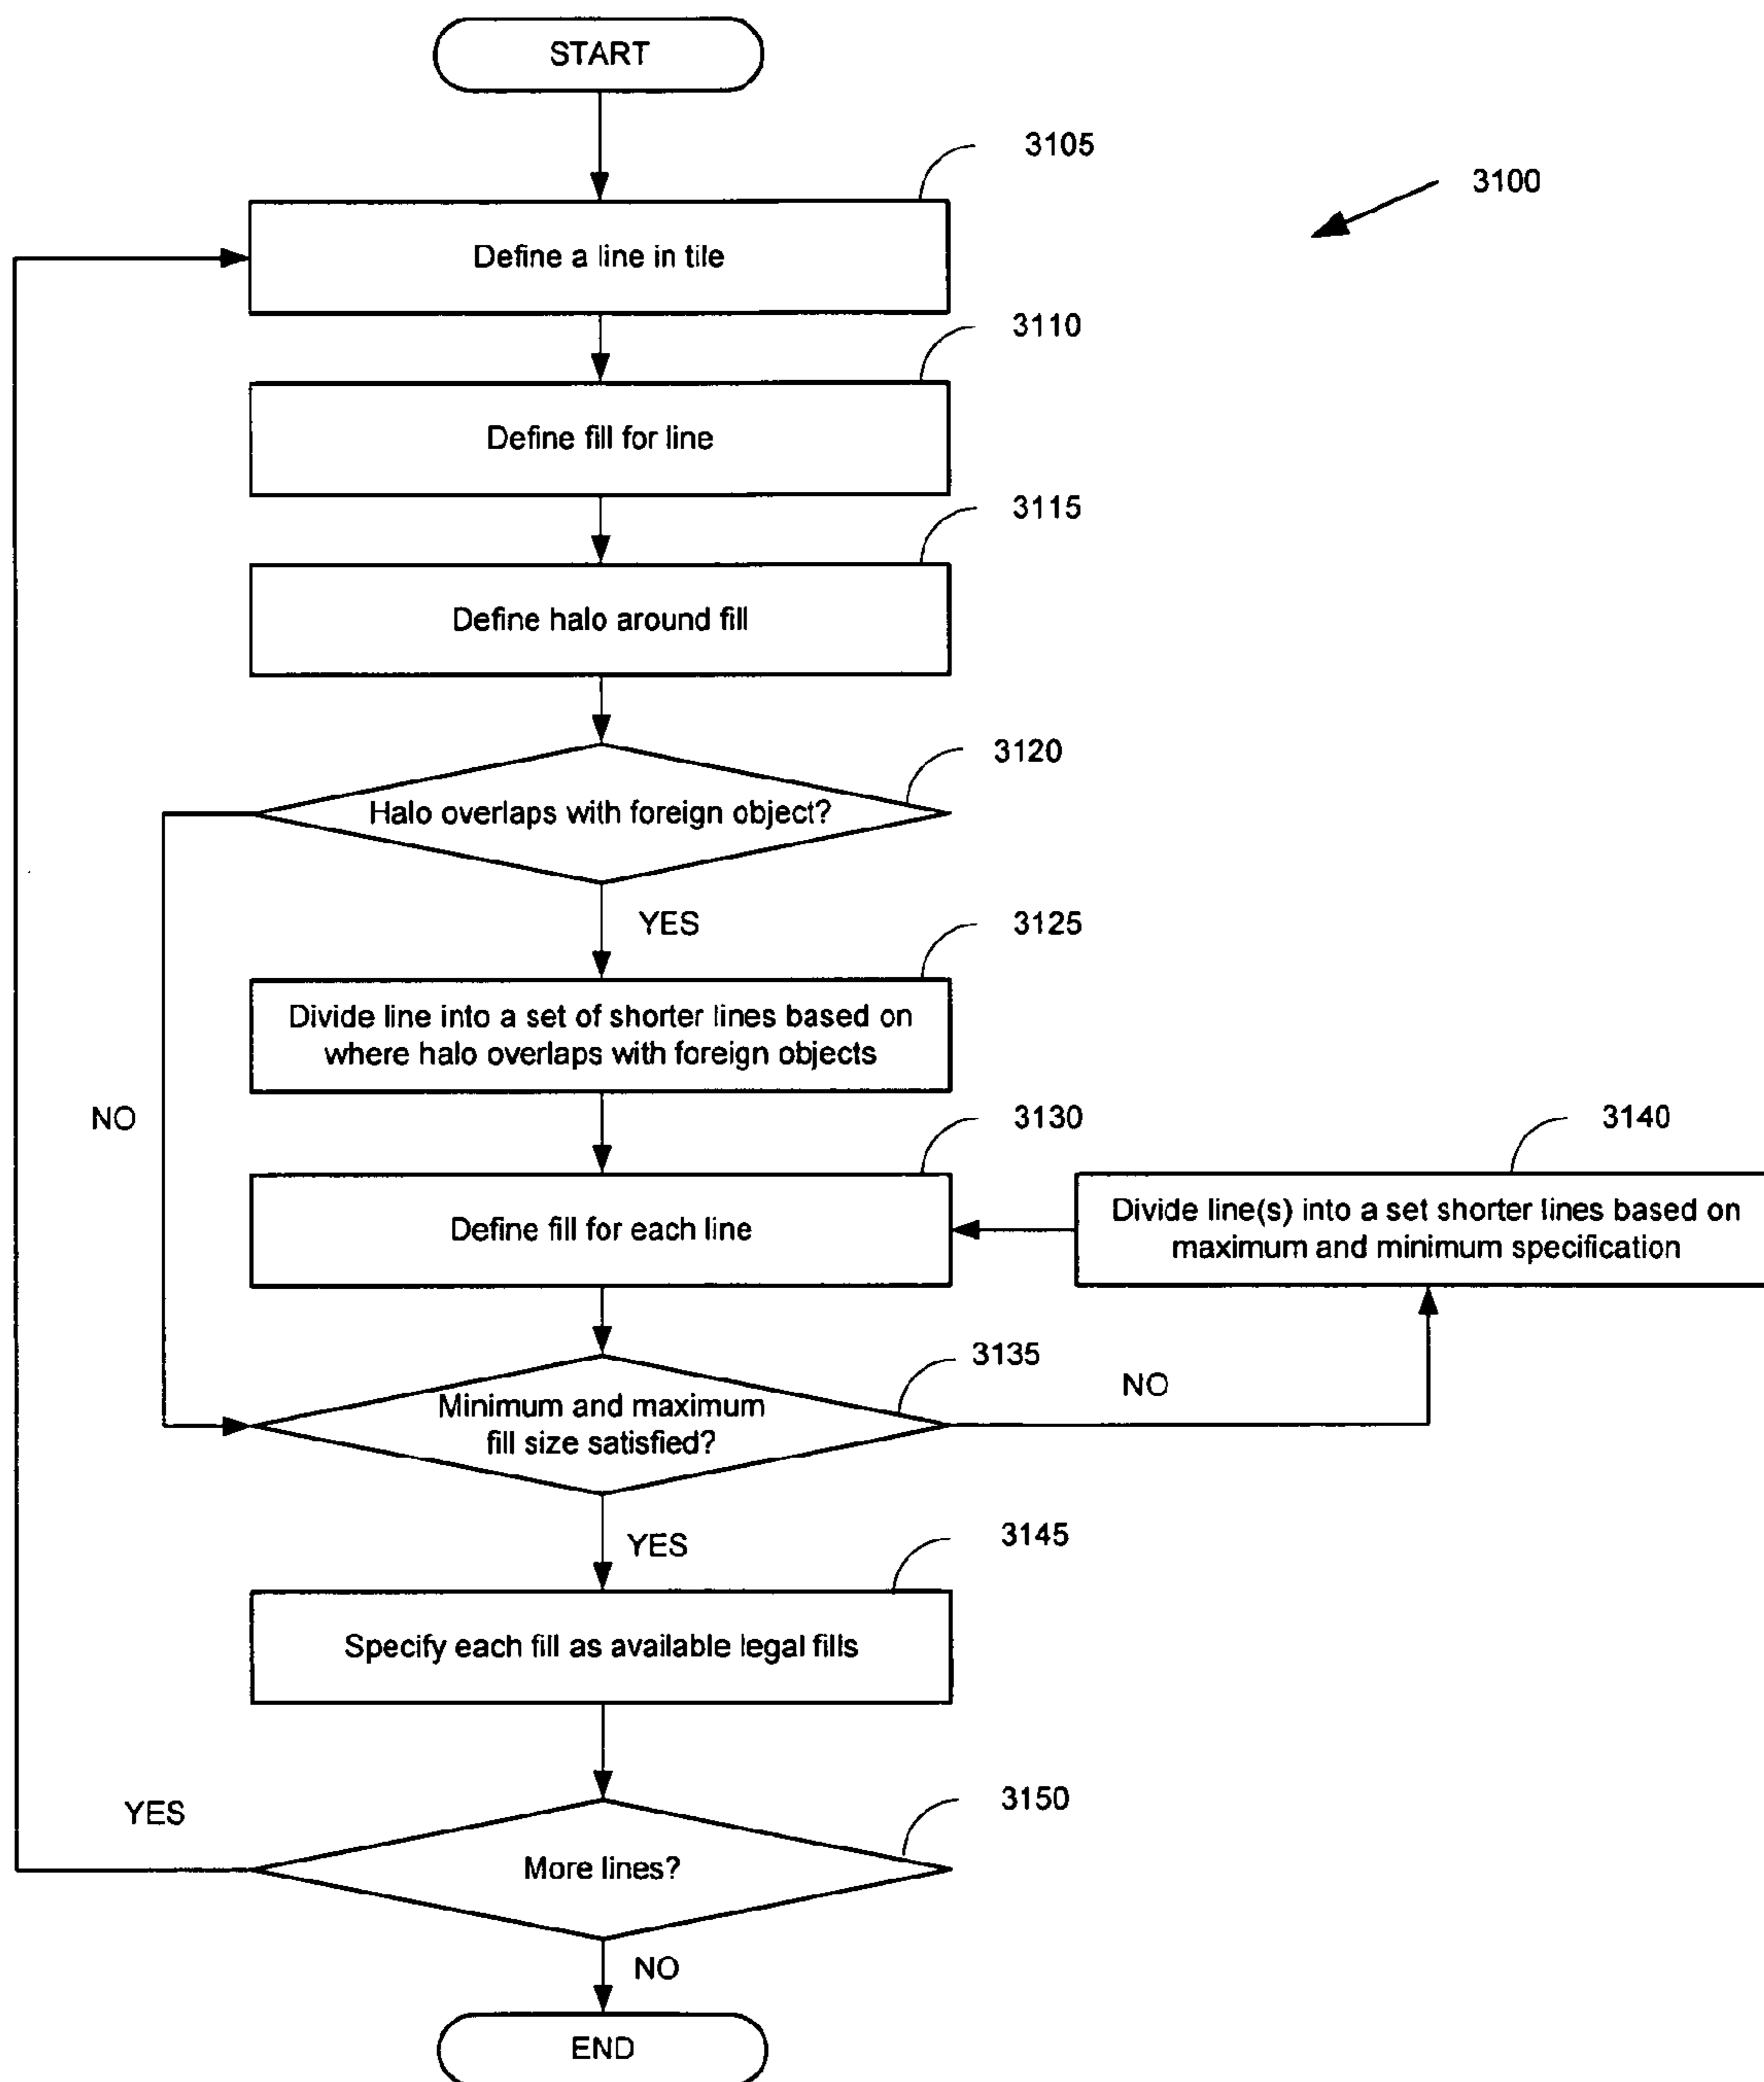 START
3105
3100
Define a line in tile
3110
Define fill for line
3115
Define halo around fill
3120
Halo overlaps with foreign object?
YES
3125
Divide line into a set of shorter lines based on
where halo overlaps with foreign objects
NO
3130
3140
Define fill for each line
Divide line(s) into a set shorter lines based on
maximum and minimum specification
3135
NO
Minimum and maximum
fill size satisfied?
YES
3145
Specify each fill as available legal fills
3150
YES
More lines?
NO
END